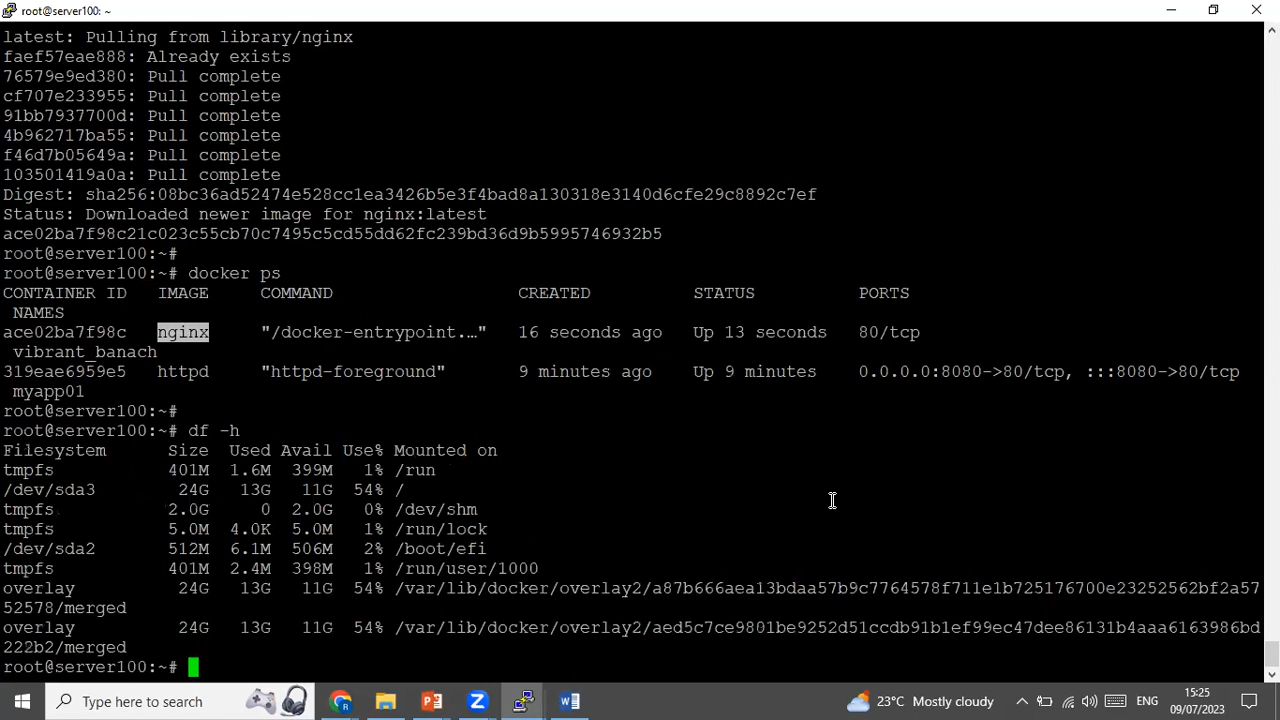 root@server100: ~
latest: Pulling from library/nginx
faef57eae888: Already exists
76579e9ed380: Pull complete
cf707e233955: Pull complete
91bb7937700d: Pull complete
4b962717ba55: Pull complete
f46d7b05649a: Pull complete
103501419a0a: Pull complete
Digest: sha256:08bc36ad52474e528cc1ea3426b5e3f4bad8a130318e3140d6cfe29c8892c7ef
Status: Downloaded newer image for nginx:latest
ace02ba7f98c21c023c55cb70c7495c5cd55dd62fc239bd36d9b5995746932b5
root@server100:~#
root@server100:~# docker ps
CONTAINER ID   IMAGE     COMMAND                  CREATED          STATUS          PORTS
 NAMES
ace02ba7f98c   nginx     "/docker-entrypoint.…"   16 seconds ago   Up 13 seconds   80/tcp
 vibrant_banach
319eae6959e5   httpd     "httpd-foreground"       9 minutes ago    Up 9 minutes    0.0.0.0:8080->80/tcp, :::8080->80/tcp
 myapp01
root@server100:~#
root@server100:~# df -h
Filesystem      Size  Used Avail Use% Mounted on
tmpfs           401M  1.6M  399M   1% /run
/dev/sda3        24G   13G   11G  54% /
tmpfs           2.0G     0  2.0G   0% /dev/shm
tmpfs           5.0M  4.0K  5.0M   1% /run/lock
/dev/sda2       512M  6.1M  506M   2% /boot/efi
tmpfs           401M  2.4M  398M   1% /run/user/1000
overlay          24G   13G   11G  54% /var/lib/docker/overlay2/a87b666aea13bdaa57b9c7764578f711e1b725176700e23252562bf2a57
52578/merged
overlay          24G   13G   11G  54% /var/lib/docker/overlay2/aed5c7ce9801be9252d51ccdb91b1ef99ec47dee86131b4aaa6163986bd
222b2/merged
root@server100:~#
Type here to search
23°C Mostly cloudy
ENG
15:25
09/07/2023